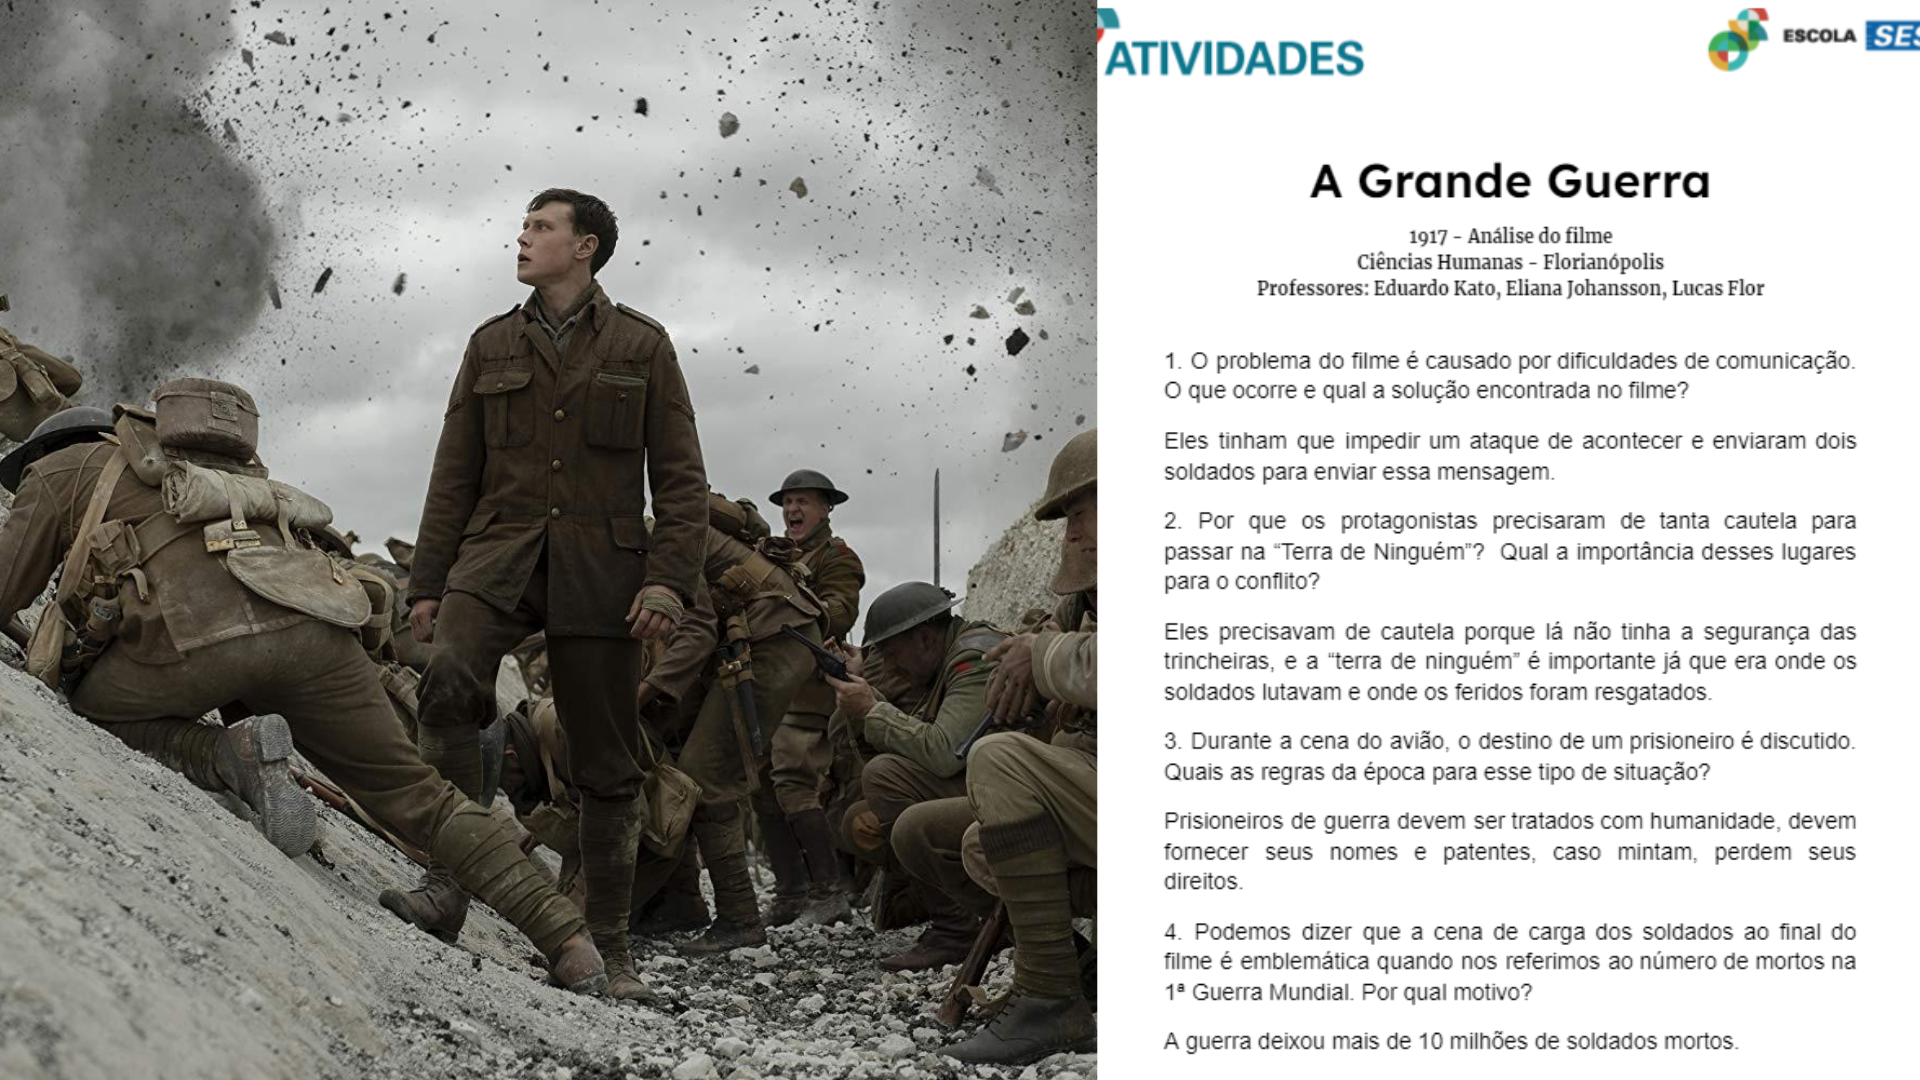 ATIVIDADES
ESCOLA SES
A Grande Guerra
1917 - Análise do filme
Ciências Humanas - Florianópolis
Professores: Eduardo Kato, Eliana Johansson, Lucas Flor
1. O problema do filme é causado por dificuldades de comunicação.
O que ocorre e qual a solução encontrada no filme?
Eles tinham que impedir um ataque de acontecer e enviaram dois
soldados para enviar essa mensagem.
2. Por que os protagonistas precisaram de tanta cautela para
passar na “Terra de Ninguém”? Qual a importância desses lugares
para o conflito?
Eles precisavam de cautela porque lá não tinha a segurança das
trincheiras, e a “terra de ninguém” é importante já que era onde os
soldados lutavam e onde os feridos foram resgatados.
3. Durante a cena do avião, o destino de um prisioneiro é discutido.
Quais as regras da época para esse tipo de situação?
Prisioneiros de guerra devem ser tratados com humanidade, devem
fornecer seus nomes e patentes, caso mintam, perdem seus
direitos.
4. Podemos dizer que a cena de carga dos soldados ao final do
filme é emblemática quando nos referimos ao número de mortos na
1ª Guerra Mundial. Por qual motivo?
A guerra deixou mais de 10 milhões de soldados mortos.